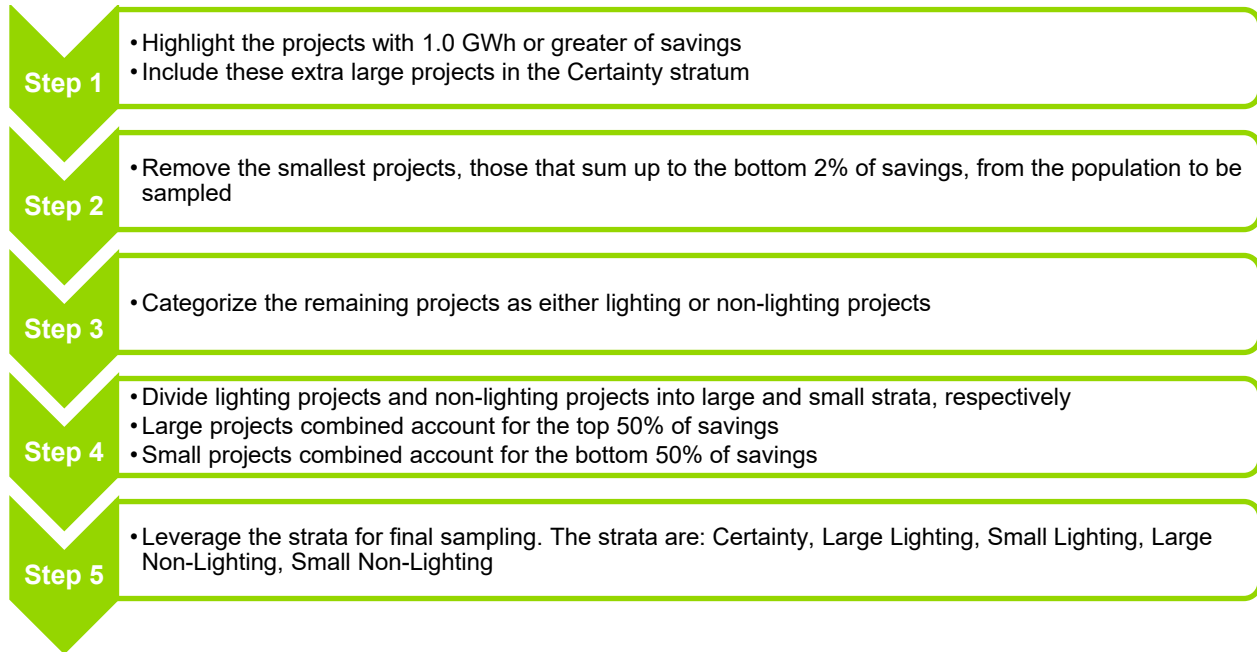 Step 1
• Highlight the projects with 1.0 GWh or greater of savings
• Include these extra large projects in the Certainty stratum
Step 2
• Remove the smallest projects, those that sum up to the bottom 2% of savings, from the population to be
sampled
Step 3
• Categorize the remaining projects as either lighting or non-lighting projects
Step 4
• Divide lighting projects and non-lighting projects into large and small strata, respectively
• Large projects combined account for the top 50% of savings
• Small projects combined account for the bottom 50% of savings
Step 5
• Leverage the strata for final sampling. The strata are: Certainty, Large Lighting, Small Lighting, Large
Non-Lighting, Small Non-Lighting